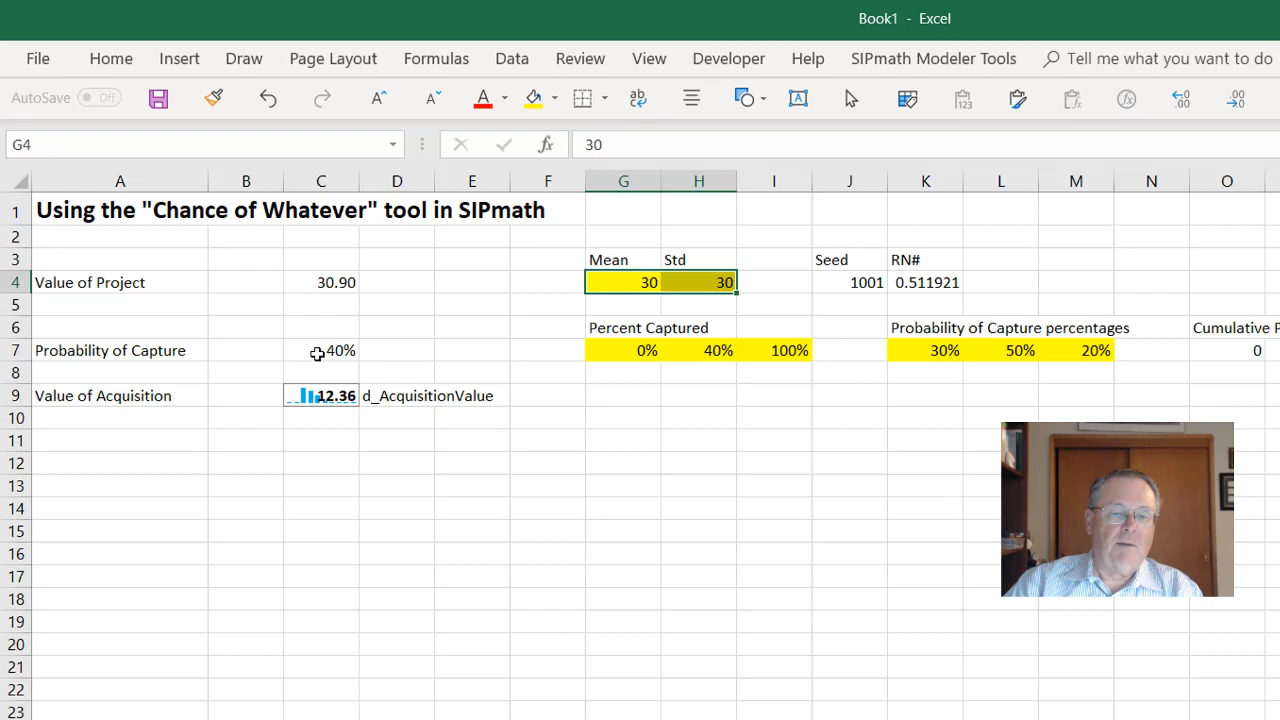 Book1 - Excel
File Home Insert Draw Page Layout Formulas Data Review View Developer Help SIPmath Modeler Tools Tell me what you want to do
AutoSave Off
G4 fx 30
A B C D E F G H I J K L M N O
1 Using the "Chance of Whatever" tool in SIPmath
2
3 Mean Std Seed RN#
4 Value of Project 30.90 30 30 1001 0.511921
5
6 Percent Captured Probability of Capture percentages Cumulative P
7 Probability of Capture 40% 0% 40% 100% 30% 50% 20% 0
8
9 Value of Acquisition 12.36 d_AcquisitionValue
10
11
12
13
14
15
16
17
18
19
20
21
22
23